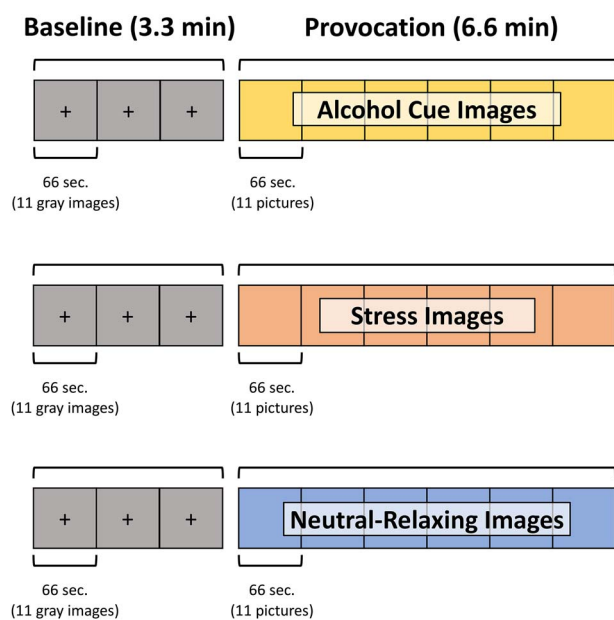 Baseline (3.3 min) Provocation (6.6 min)
+ + + Alcohol Cue Images
66 sec. 66 sec.
(11 gray images) (11 pictures)
+ + + Stress Images
66 sec. 66 sec.
(11 gray images) (11 pictures)
+ + + Neutral-Relaxing Images
66 sec. 66 sec.
(11 gray images) (11 pictures)